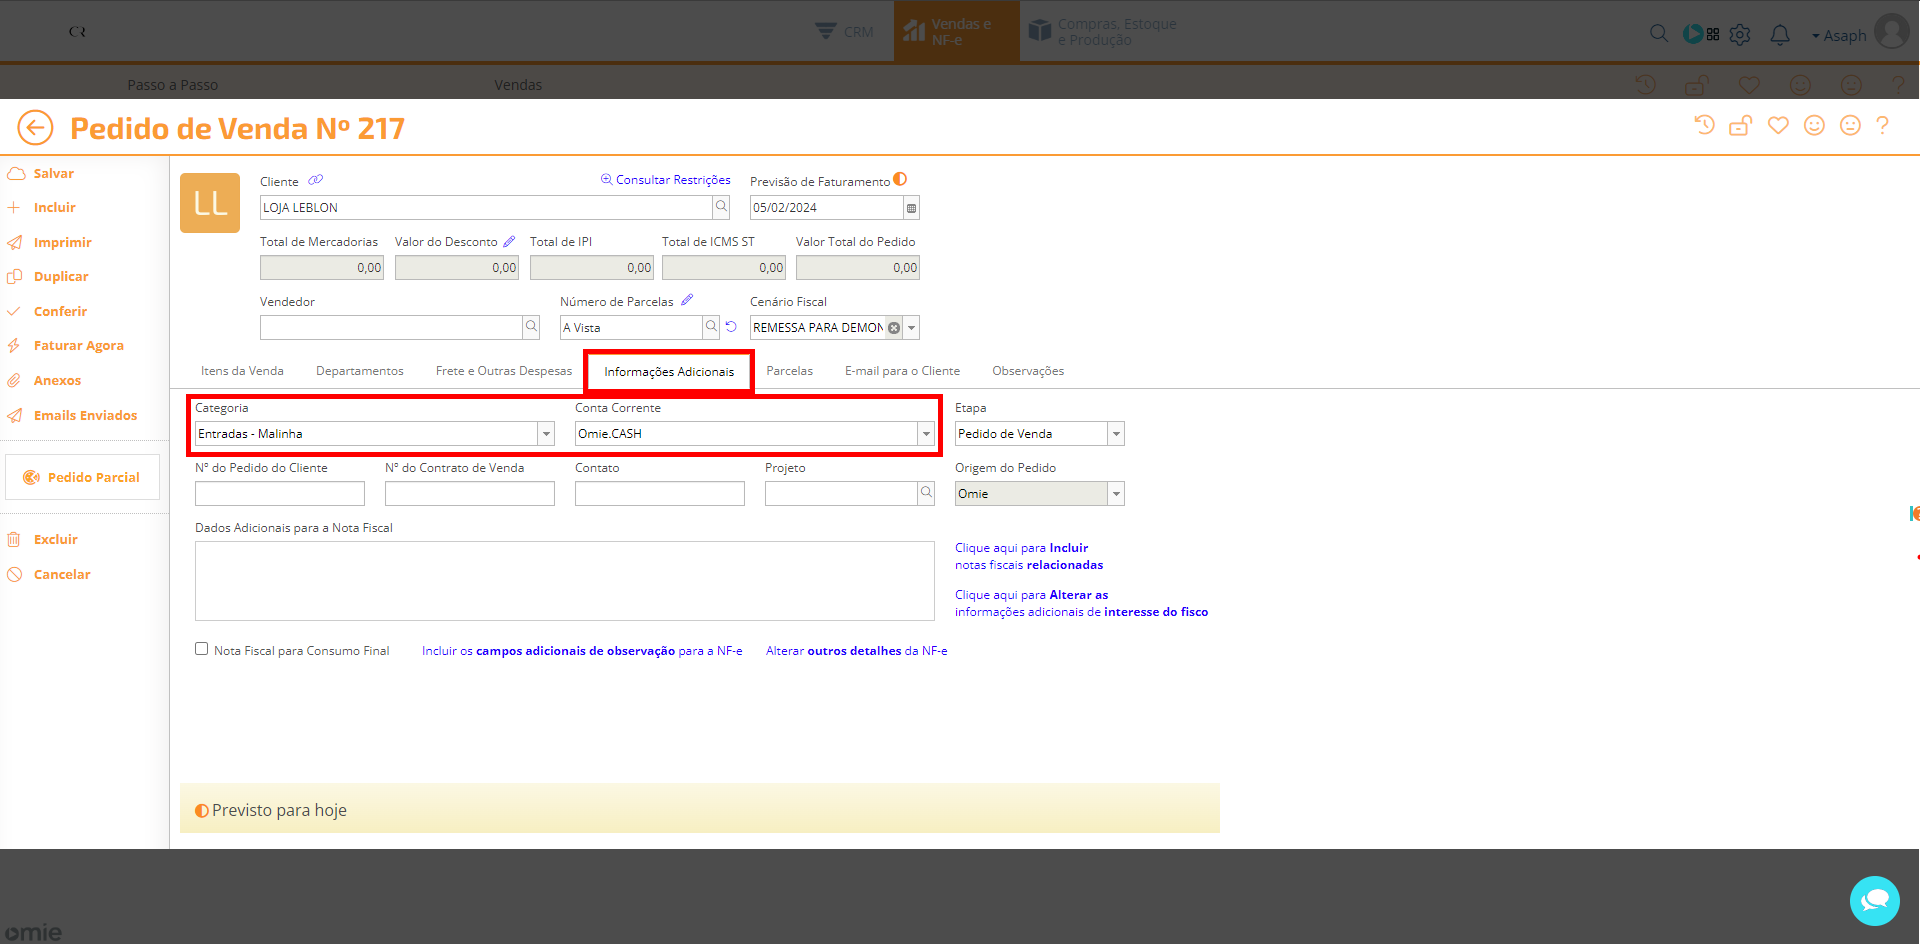 CR
CRM
Vendas e
NF-e
Compras, Estoque
e Produção
Asaph
Passo a Passo
Vendas
Pedido de Venda Nº 217
Salvar
Incluir
Imprimir
Duplicar
Conferir
Faturar Agora
Anexos
Emails Enviados
Pedido Parcial
Excluir
Cancelar
LL
Cliente
Consultar Restrições
Previsão de Faturamento
LOJA LEBLON
05/02/2024
Total de Mercadorias
Valor do Desconto
Total de IPI
Total de ICMS ST
Valor Total do Pedido
0,00
0,00
0,00
0,00
0,00
Vendedor
Número de Parcelas
Cenário Fiscal
A Vista
REMESSA PARA DEMON
Itens da Venda
Departamentos
Frete e Outras Despesas
Informações Adicionais
Parcelas
E-mail para o Cliente
Observações
Categoria
Conta Corrente
Etapa
Entradas - Malinha
Omie.CASH
Pedido de Venda
Nº do Pedido do Cliente
Nº do Contrato de Venda
Contato
Projeto
Origem do Pedido
Omie
Dados Adicionais para a Nota Fiscal
Clique aqui para Incluir
notas fiscais relacionadas
Clique aqui para Alterar as
informações adicionais de interesse do fisco
Nota Fiscal para Consumo Final
Incluir os campos adicionais de observação para a NF-e
Alterar outros detalhes da NF-e
Previsto para hoje
omie